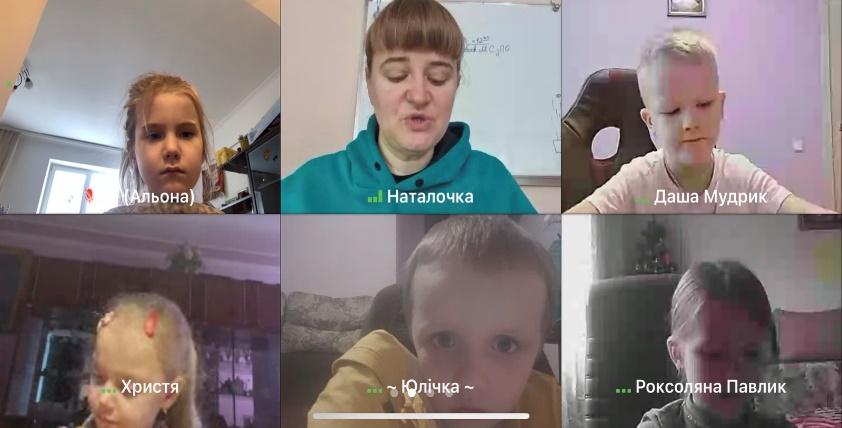 (Альона)
Наталочка
Даша Мудрик
Христя
~ Юлічка ~
Роксоляна Павлик